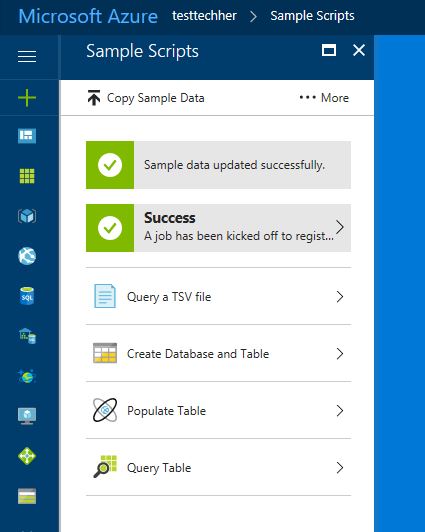 Microsoft Azure testtechher > Sample Scripts
Sample Scripts
Copy Sample Data ··· More
Sample data updated successfully.
Success
A job has been kicked off to regist...
Query a TSV file
SQL
Create Database and Table
Populate Table
Query Table